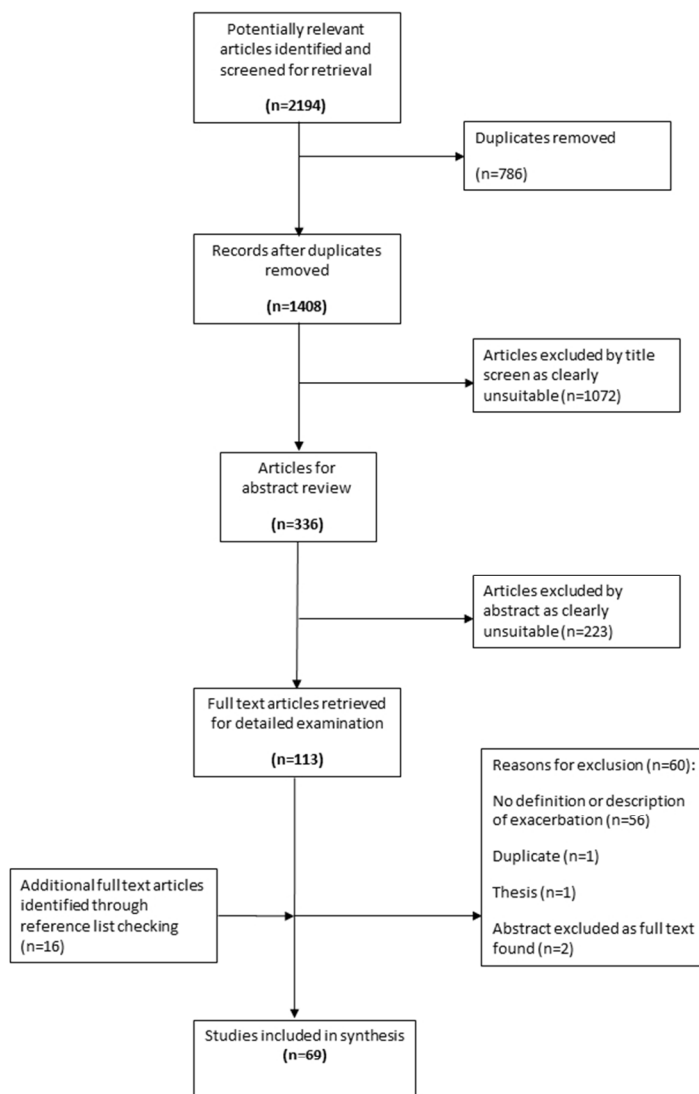 Potentially relevant
articles identified and
screened for retrieval
(n=2194)
Duplicates removed
(n=786)
Records after duplicates
removed
(n=1408)
Articles excluded by title
screen as clearly
unsuitable (n=1072)
Articles for
abstract review
(n=336)
Articles excluded by
abstract as clearly
unsuitable (n=223)
Full text articles retrieved
for detailed examination
(n=113)
Reasons for exclusion (n=60):
No definition or description
of exacerbation (n=56)
Duplicate (n=1)
Thesis (n=1)
Abstract excluded as full text
found (n=2)
Additional full text articles
identified through
reference list checking
(n=16)
Studies included in synthesis
(n=69)